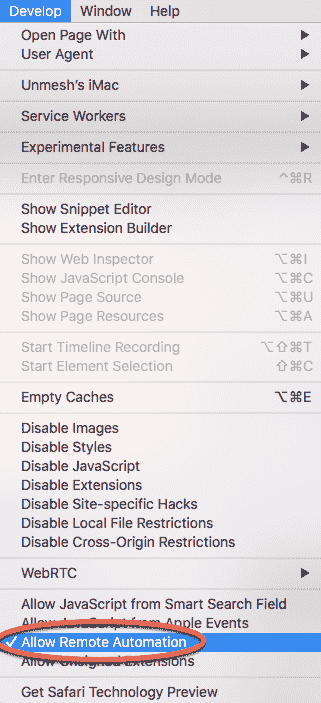 Develop Window Help
Open Page With
User Agent
Unmesh's iMac
Service Workers
Experimental Features
Enter Responsive Design Mode ^⌘R
Show Snippet Editor
Show Extension Builder
Show Web Inspector ⌥⌘I
Show JavaScript Console ⌥⌘C
Show Page Source ⌥⌘U
Show Page Resources ⌥⌘A
Start Timeline Recording ⌥⇧⌘T
Start Element Selection ⇧⌘C
Empty Caches ⌥⌘E
Disable Images
Disable Styles
Disable JavaScript
Disable Extensions
Disable Site-specific Hacks
Disable Local File Restrictions
Disable Cross-Origin Restrictions
WebRTC
Allow JavaScript from Smart Search Field
Allow JavaScript from Apple Events
✓ Allow Remote Automation
Allow Unsigned Extensions
Get Safari Technology Preview